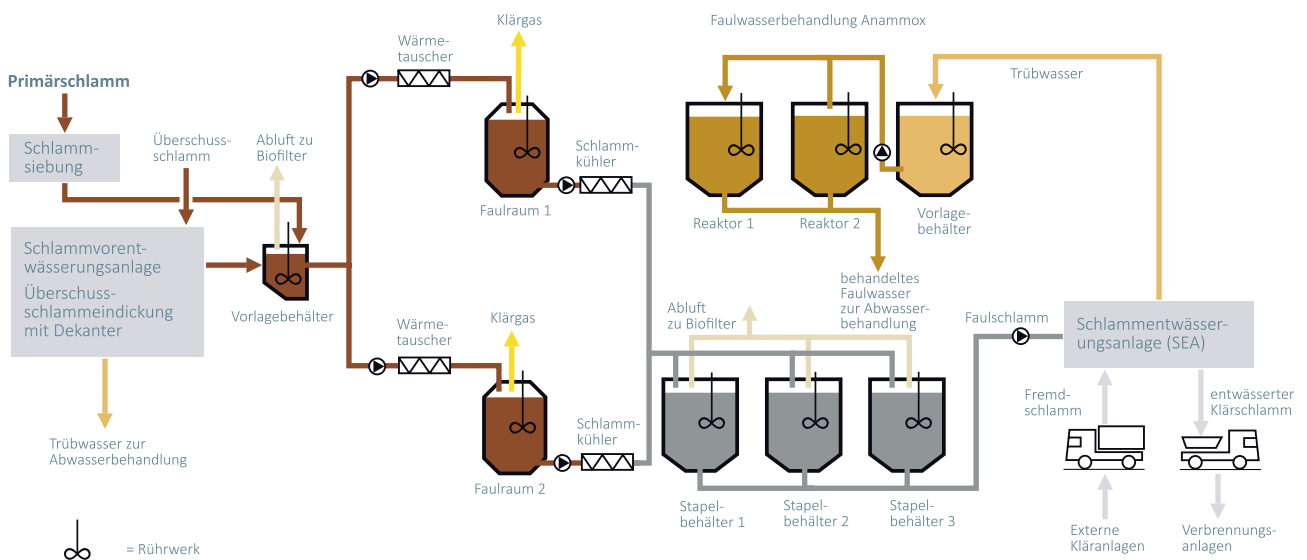 Primärschlamm
Schlamm-
siebung
Überschuss-
schlamm
Abluft zu
Biofilter
Schlammvorent-
wässerungsanlage
Überschuss-
schlammeindickung
mit Dekanter
Vorlagebehälter
Trübwasser zur
Abwasserbehandlung
= Rührwerk
Wärme-
tauscher
Klärgas
Faulraum 1
Schlamm-
kühler
Wärme-
tauscher
Klärgas
Faulraum 2
Schlamm-
kühler
Faulwasserbehandlung Anammox
Trübwasser
Reaktor 1
Reaktor 2
Vorlage-
behälter
behandeltes
Faulwasser
zur Abwasser-
behandlung
Abluft
zu Biofilter
Stapel-
behälter 1
Stapel-
behälter 2
Stapel-
behälter 3
Faulschlamm
Schlammentwässer-
ungsanlage (SEA)
Fremd-
schlamm
entwässerter
Klärschlamm
Externe
Kläranlagen
Verbrennungs-
anlagen